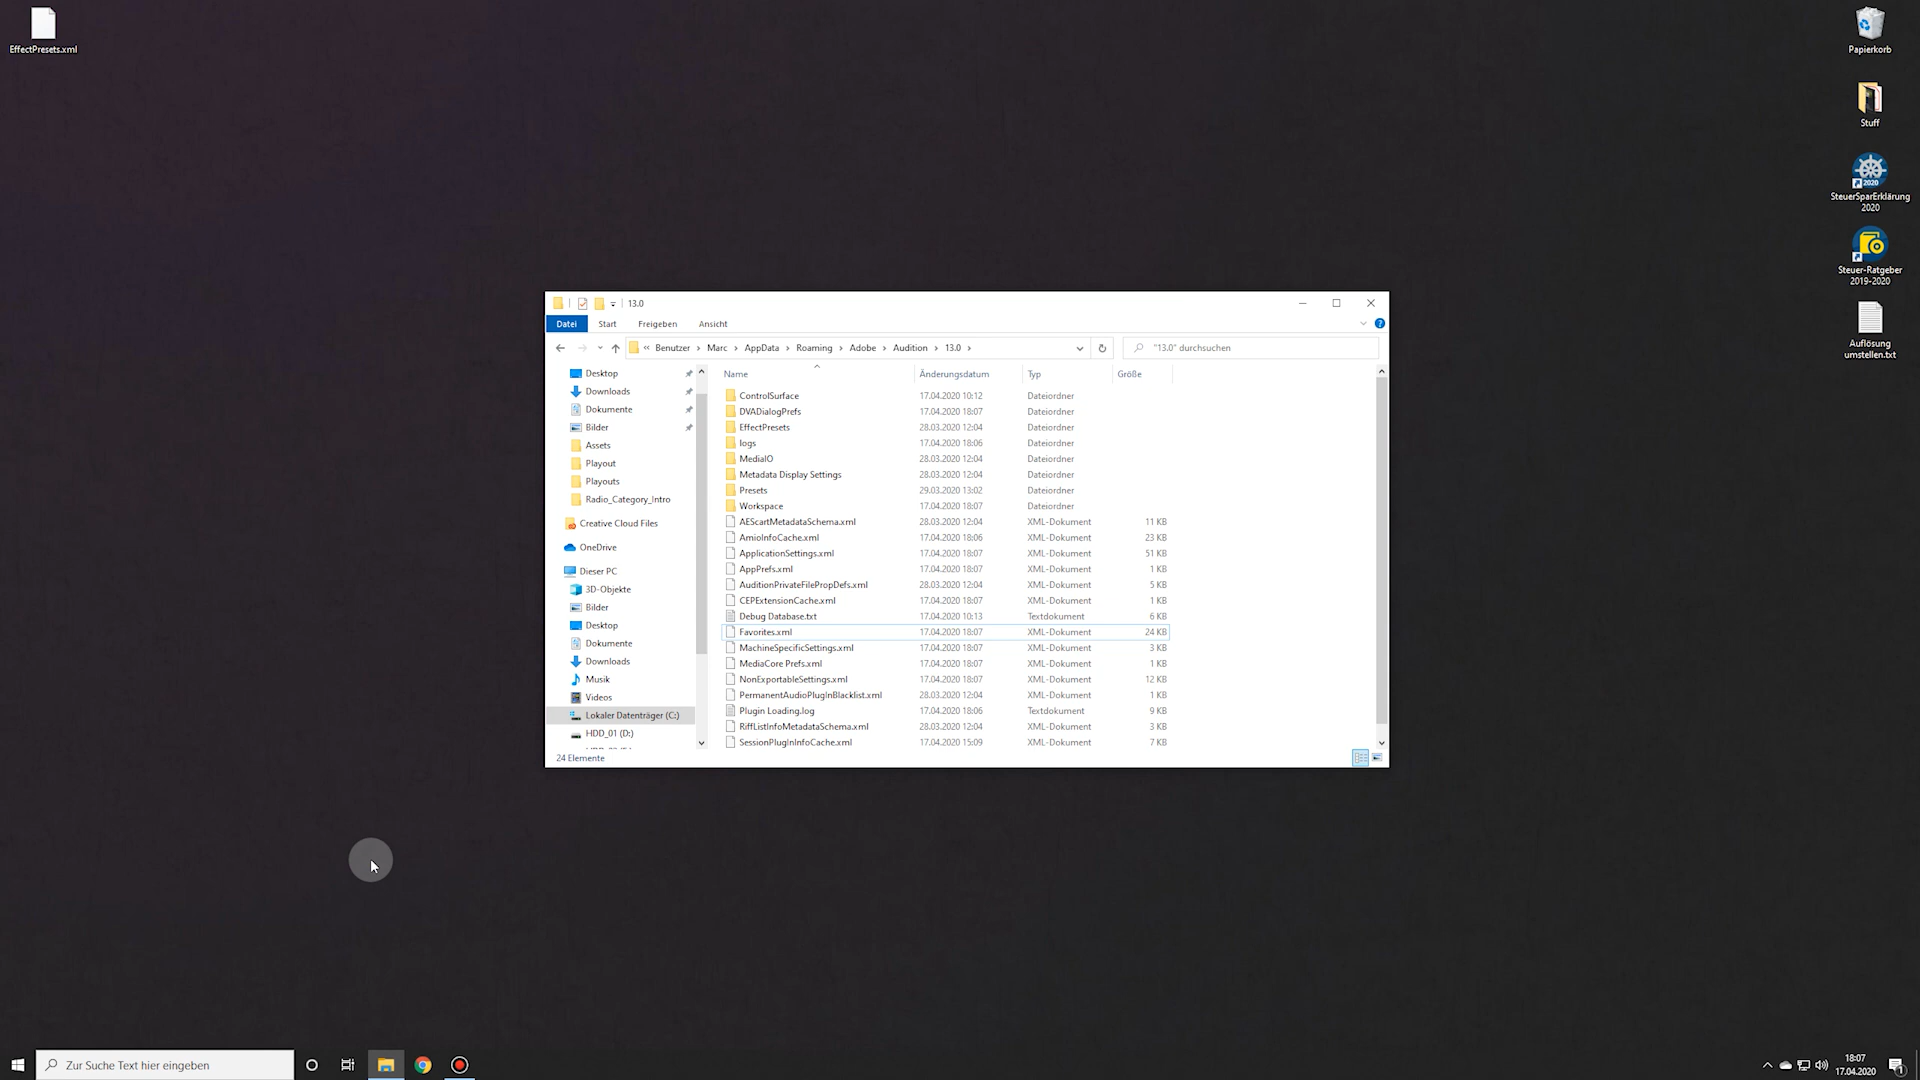 EffectPresets.xml
Papierkorb
Stuff
SteuerSparErklärung
2020
Steuer-Ratgeber
2019-2020
Auflösung
umstellen.txt
13.0
Datei Start Freigeben Ansicht
« Benutzer › Marc › AppData › Roaming › Adobe › Audition › 13.0 ›
"13.0" durchsuchen
Desktop
Downloads
Dokumente
Bilder
Assets
Playout
Playouts
Radio_Category_Intro
Creative Cloud Files
OneDrive
Dieser PC
3D-Objekte
Bilder
Desktop
Dokumente
Downloads
Musik
Videos
Lokaler Datenträger (C:)
HDD_01 (D:)
Name Änderungsdatum Typ Größe
ControlSurface 17.04.2020 10:12 Dateiordner
DVADialogPrefs 17.04.2020 18:07 Dateiordner
EffectPresets 28.03.2020 12:04 Dateiordner
logs 17.04.2020 18:06 Dateiordner
MediaIO 28.03.2020 12:04 Dateiordner
Metadata Display Settings 28.03.2020 12:04 Dateiordner
Presets 29.03.2020 13:02 Dateiordner
Workspace 17.04.2020 18:07 Dateiordner
AEScartMetadataSchema.xml 28.03.2020 12:04 XML-Dokument 11 KB
AmioInfoCache.xml 17.04.2020 18:06 XML-Dokument 23 KB
ApplicationSettings.xml 17.04.2020 18:07 XML-Dokument 51 KB
AppPrefs.xml 17.04.2020 18:07 XML-Dokument 1 KB
AuditionPrivateFilePropDefs.xml 28.03.2020 12:04 XML-Dokument 5 KB
CEPExtensionCache.xml 17.04.2020 18:07 XML-Dokument 1 KB
Debug Database.txt 17.04.2020 10:13 Textdokument 6 KB
Favorites.xml 17.04.2020 18:07 XML-Dokument 24 KB
MachineSpecificSettings.xml 17.04.2020 18:07 XML-Dokument 3 KB
MediaCore Prefs.xml 17.04.2020 18:07 XML-Dokument 1 KB
NonExportableSettings.xml 17.04.2020 18:07 XML-Dokument 12 KB
PermanentAudioPlugInBlacklist.xml 28.03.2020 12:04 XML-Dokument 1 KB
Plugin Loading.log 17.04.2020 18:06 Textdokument 9 KB
RiffListInfoMetadataSchema.xml 28.03.2020 12:04 XML-Dokument 3 KB
SessionPlugInInfoCache.xml 17.04.2020 15:09 XML-Dokument 7 KB
24 Elemente
Zur Suche Text hier eingeben
18:07
17.04.2020
1